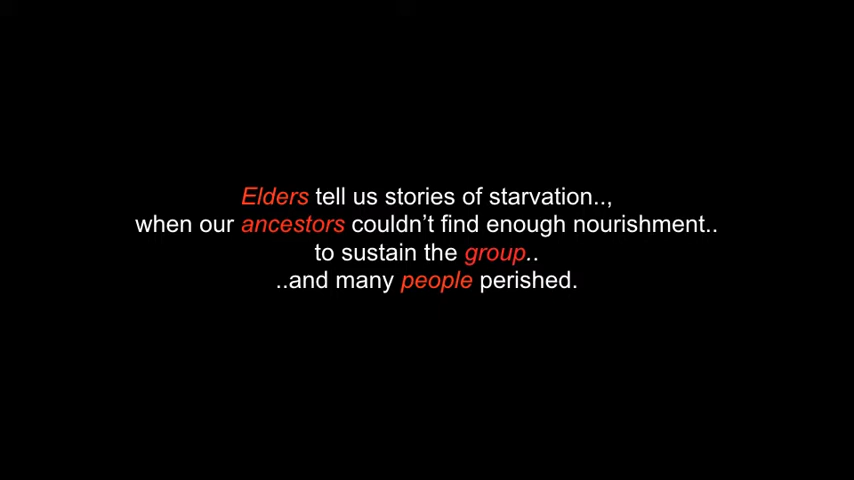 Elders tell us stories of starvation..,
when our ancestors couldn’t find enough nourishment..
to sustain the group..
..and many people perished.